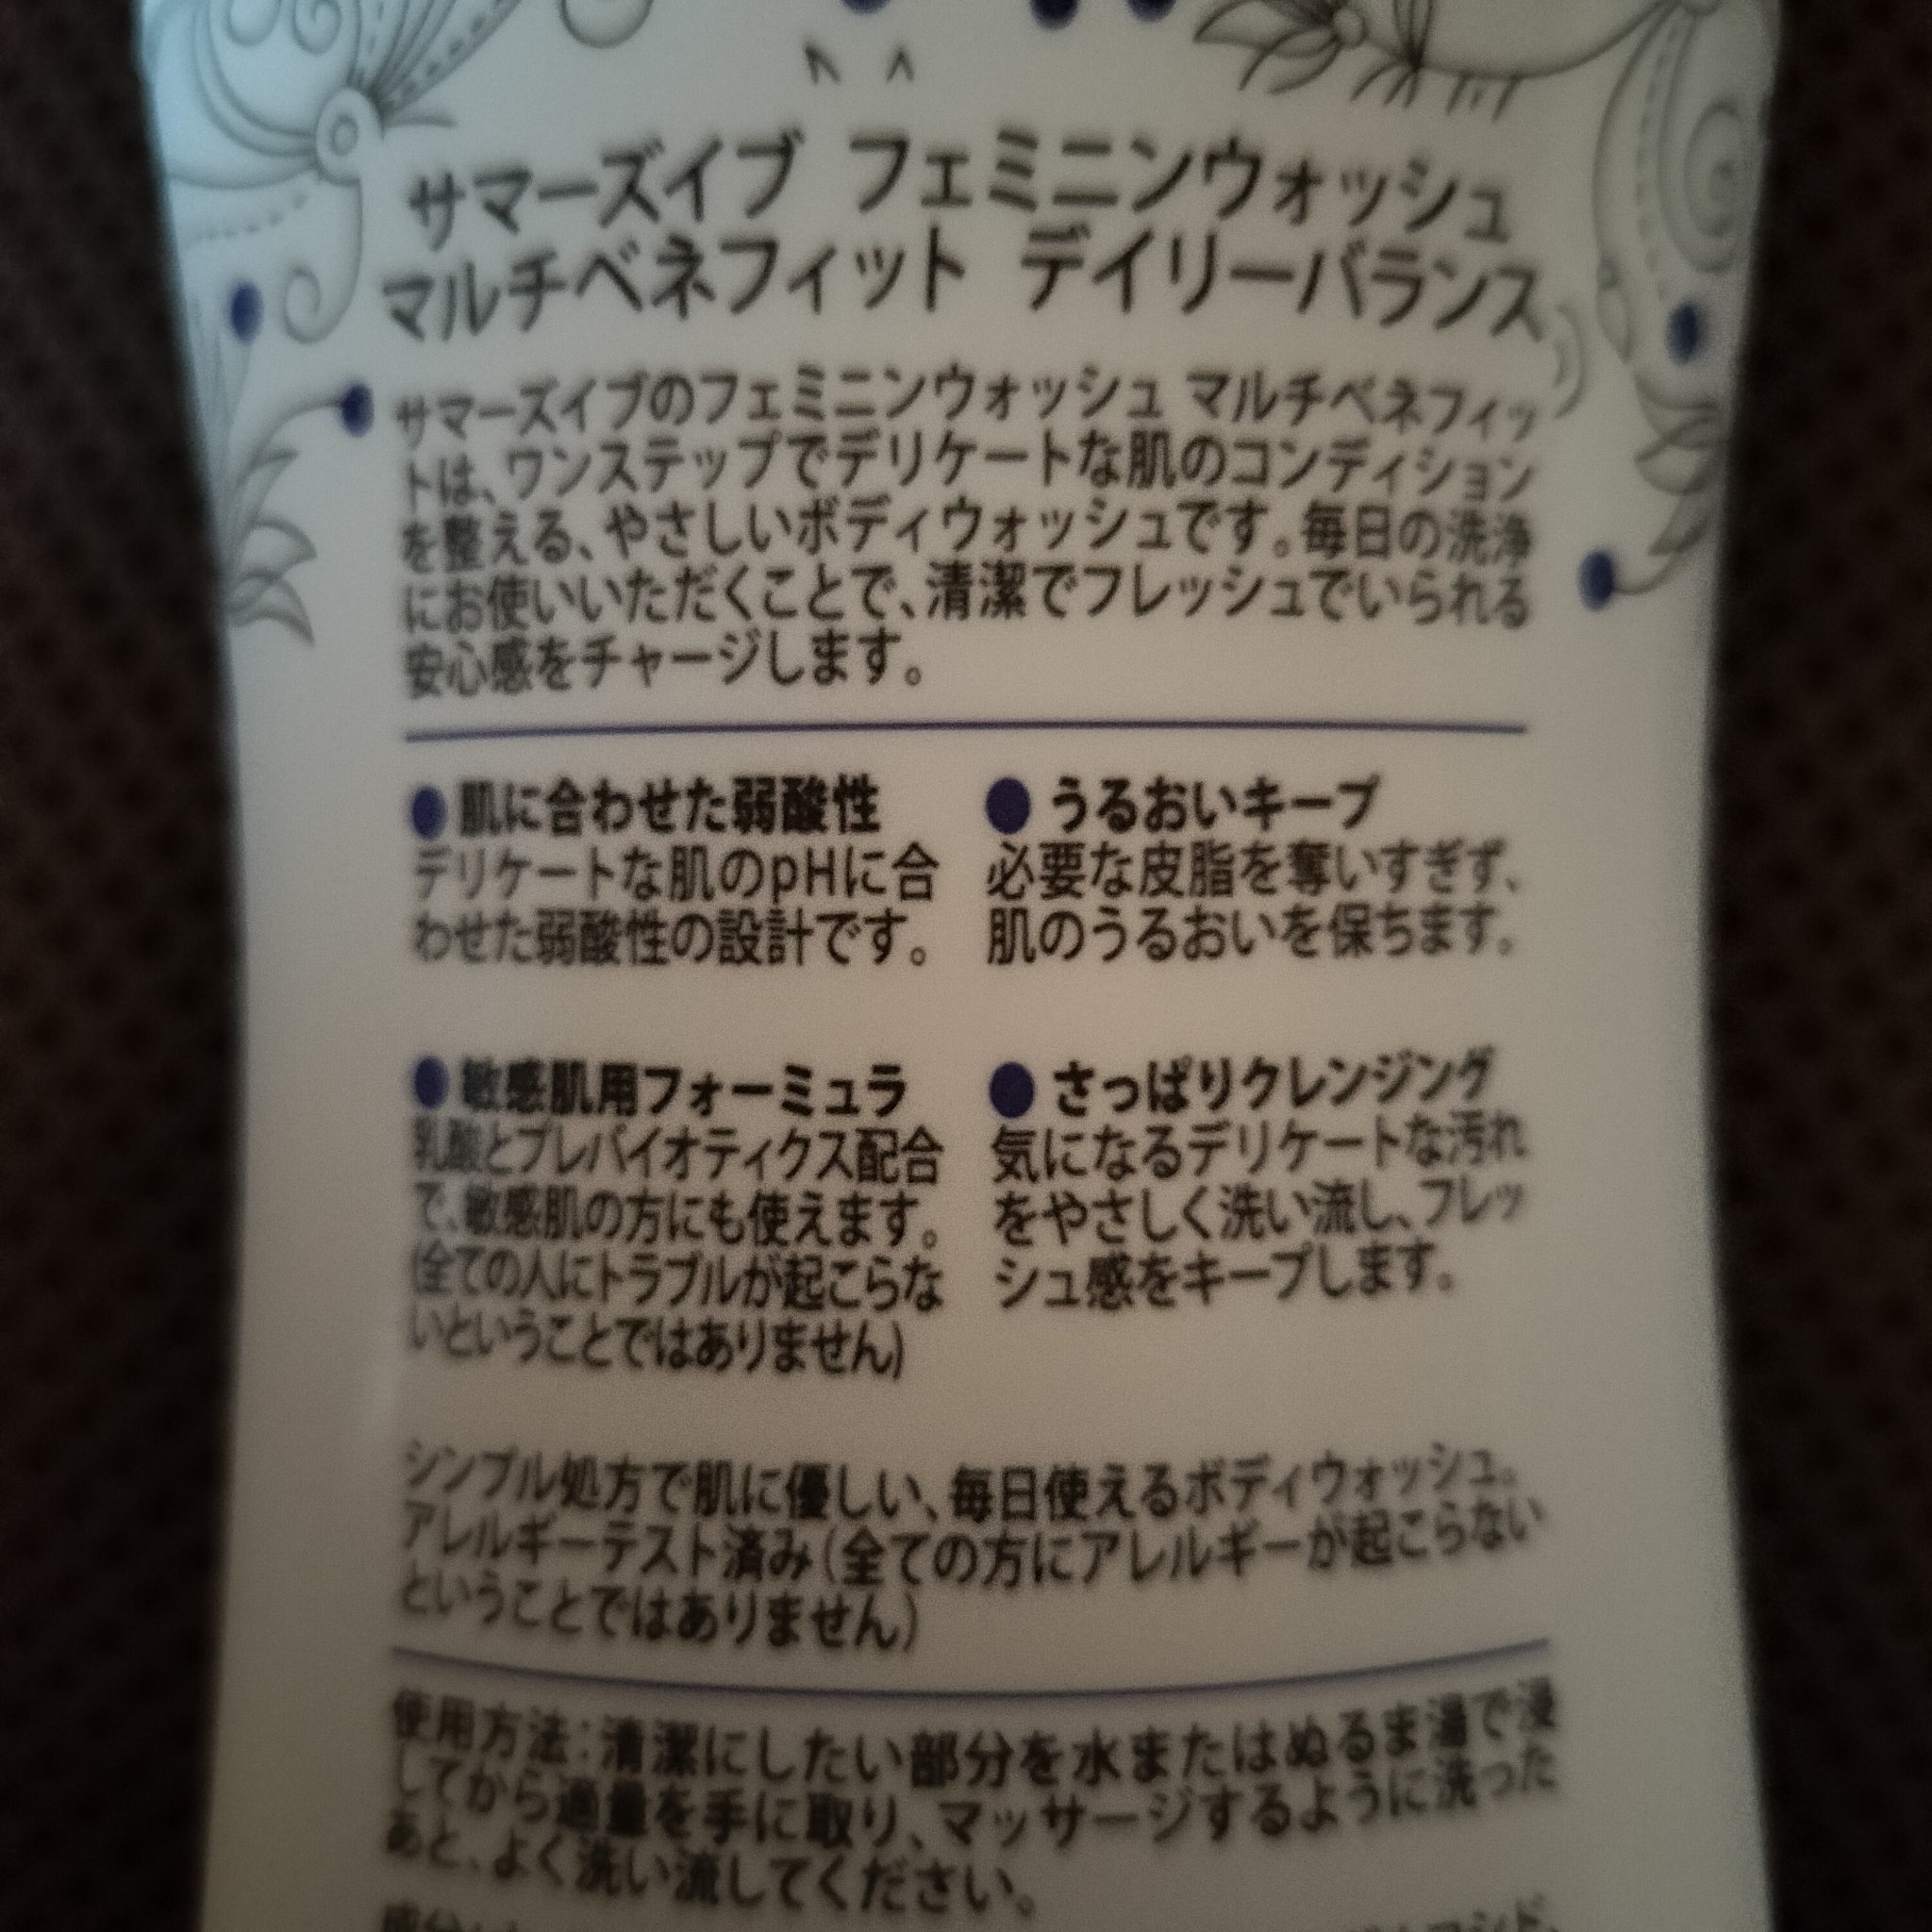 サマーズイブ フェミニンウォッシュ
マルチベネフィット デイリーバランス
サマーズイブのフェミニンウォッシュ マルチベネフィッ
トは、ワンステップでデリケートな肌のコンディション
を整える、やさしいボディウォッシュです。毎日の洗浄
にお使いいただくことで、清潔でフレッシュでいられる
安心感をチャージします。
● 肌に合わせた弱酸性
デリケートな肌のpHに合
わせた弱酸性の設計です。
● うるおいキープ
必要な皮脂を奪いすぎず、
肌のうるおいを保ちます。
● 敏感肌用フォーミュラ
乳酸とプレバイオティクス配合
で、敏感肌の方にも使えます。
(全ての人にトラブルが起こらな
いということではありません)
● さっぱりクレンジング
気になるデリケートな汚れ
をやさしく洗い流し、フレッ
シュ感をキープします。
シンプル処方で肌に優しい、毎日使えるボディウォッシュ。
アレルギーテスト済み(全ての方にアレルギーが起こらない
ということではありません)
使用方法:清潔にしたい部分を水またはぬるま湯で浸
してから適量を手に取り、マッサージするように洗った
あと、よく洗い流してください。